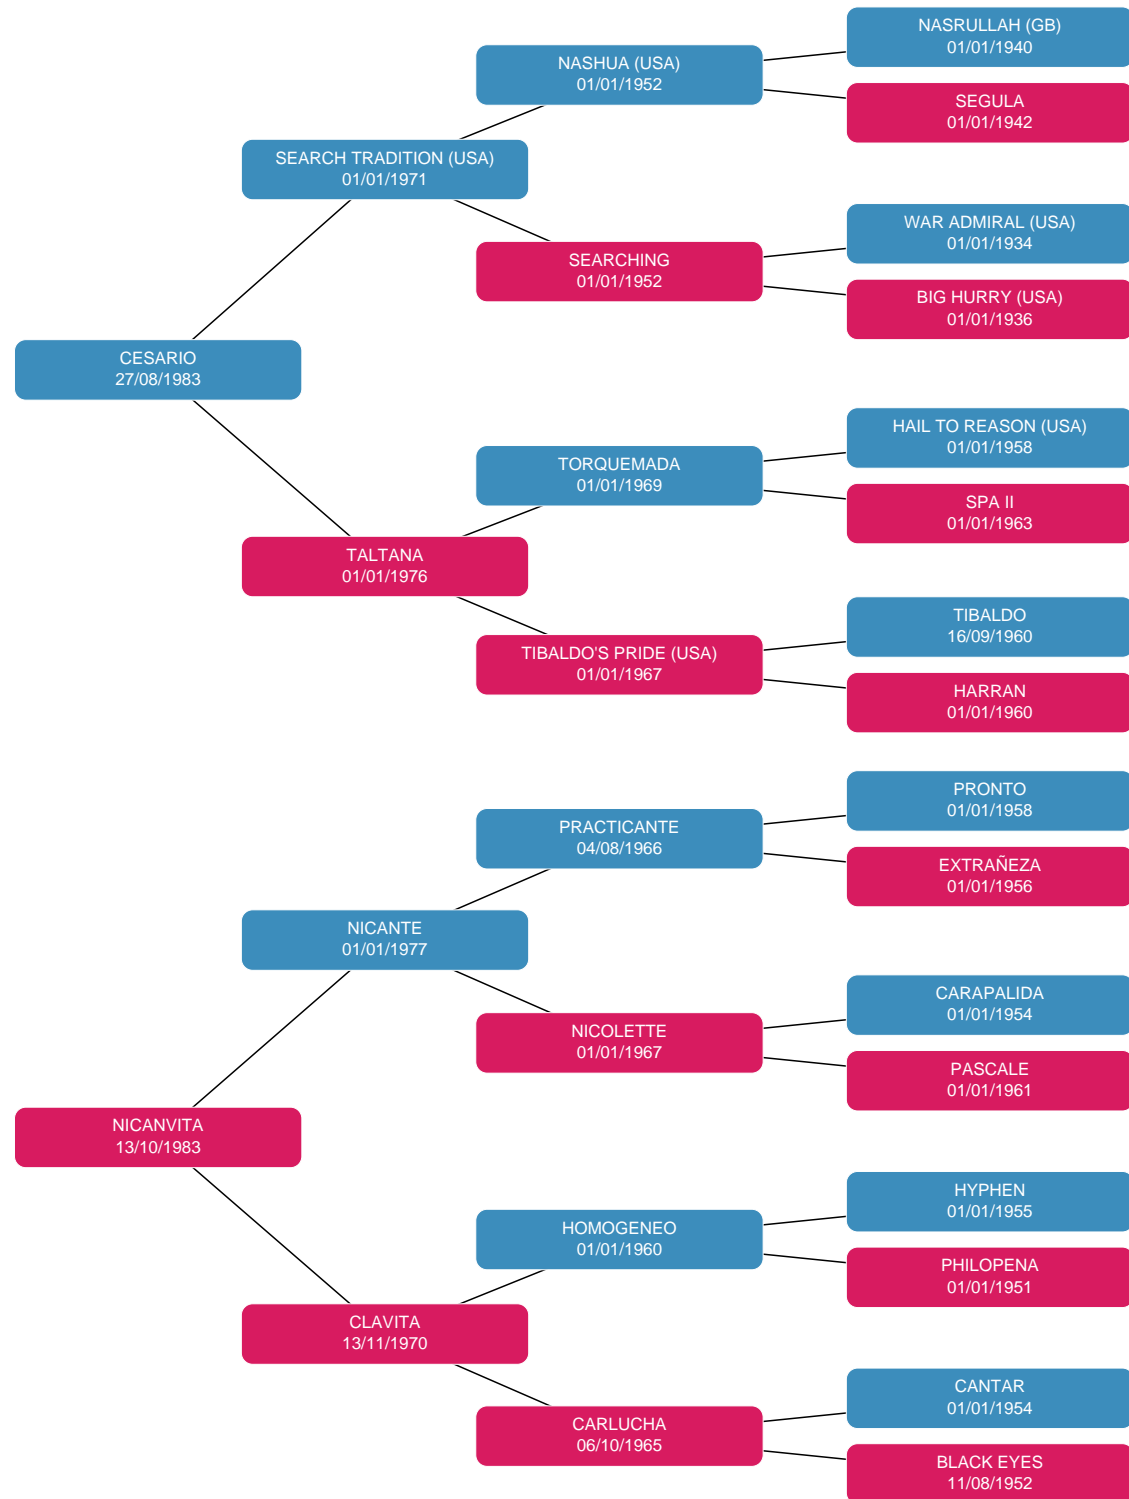 NASRULLAH (GB)
01/01/1940
NASHUA (USA)
01/01/1952
SEGULA
01/01/1942
SEARCH TRADITION (USA)
01/01/1971
WAR ADMIRAL (USA)
01/01/1934
SEARCHING
01/01/1952
BIG HURRY (USA)
01/01/1936
CESARIO
27/08/1983
HAIL TO REASON (USA)
01/01/1958
TORQUEMADA
01/01/1969
SPA II
01/01/1963
TALTANA
01/01/1976
TIBALDO
16/09/1960
TIBALDO'S PRIDE (USA)
01/01/1967
HARRAN
01/01/1960
PRONTO
01/01/1958
PRACTICANTE
04/08/1966
EXTRAÑEZA
01/01/1956
NICANTE
01/01/1977
CARAPALIDA
01/01/1954
NICOLETTE
01/01/1967
PASCALE
01/01/1961
NICANVITA
13/10/1983
HYPHEN
01/01/1955
HOMOGENEO
01/01/1960
PHILOPENA
01/01/1951
CLAVITA
13/11/1970
CANTAR
01/01/1954
CARLUCHA
06/10/1965
BLACK EYES
11/08/1952